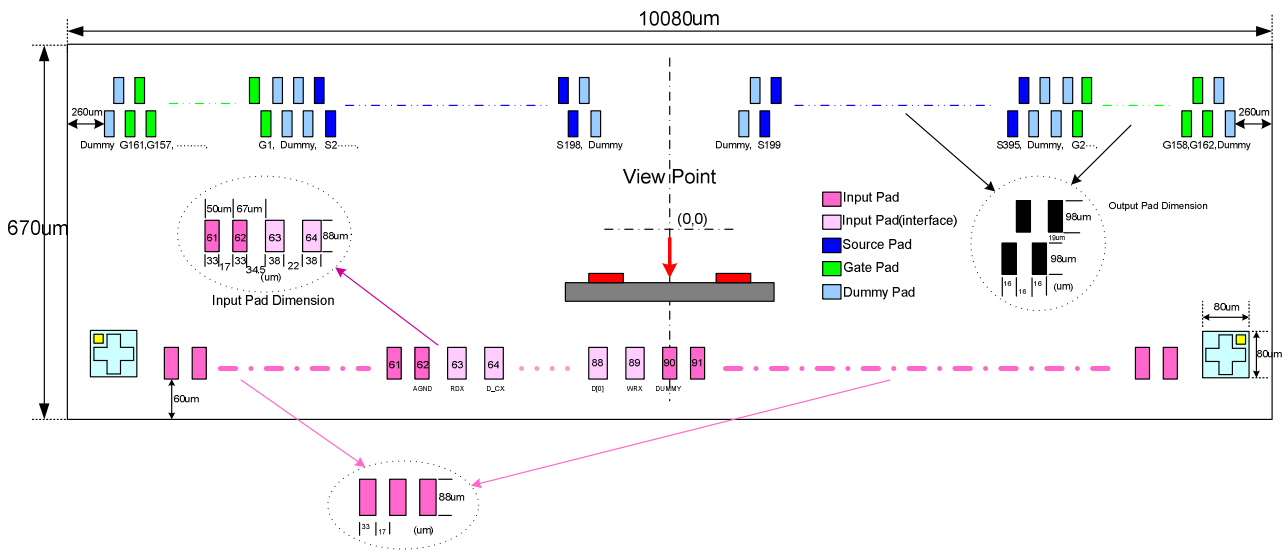 10080um
670um
260um
260um
Dummy G161,G157, ·········,
G1, Dummy, S2······,
S198, Dummy
Dummy, S199
S395, Dummy, G2···,
G158,G162,Dummy
View Point
(0,0)
Input Pad
Input Pad(interface)
Source Pad
Gate Pad
Dummy Pad
50um 67um
61 62 63 64
88um
33 17 33 34.5 38 22 38
(um)
Input Pad Dimension
Output Pad Dimension
98um
19um
98um
16 16 16 (um)
80um
80um
60um
61 62 63 64 88 89 90 91
AGND RDX D_CX D[0] WRX DUMMY
88um
33 17 (um)